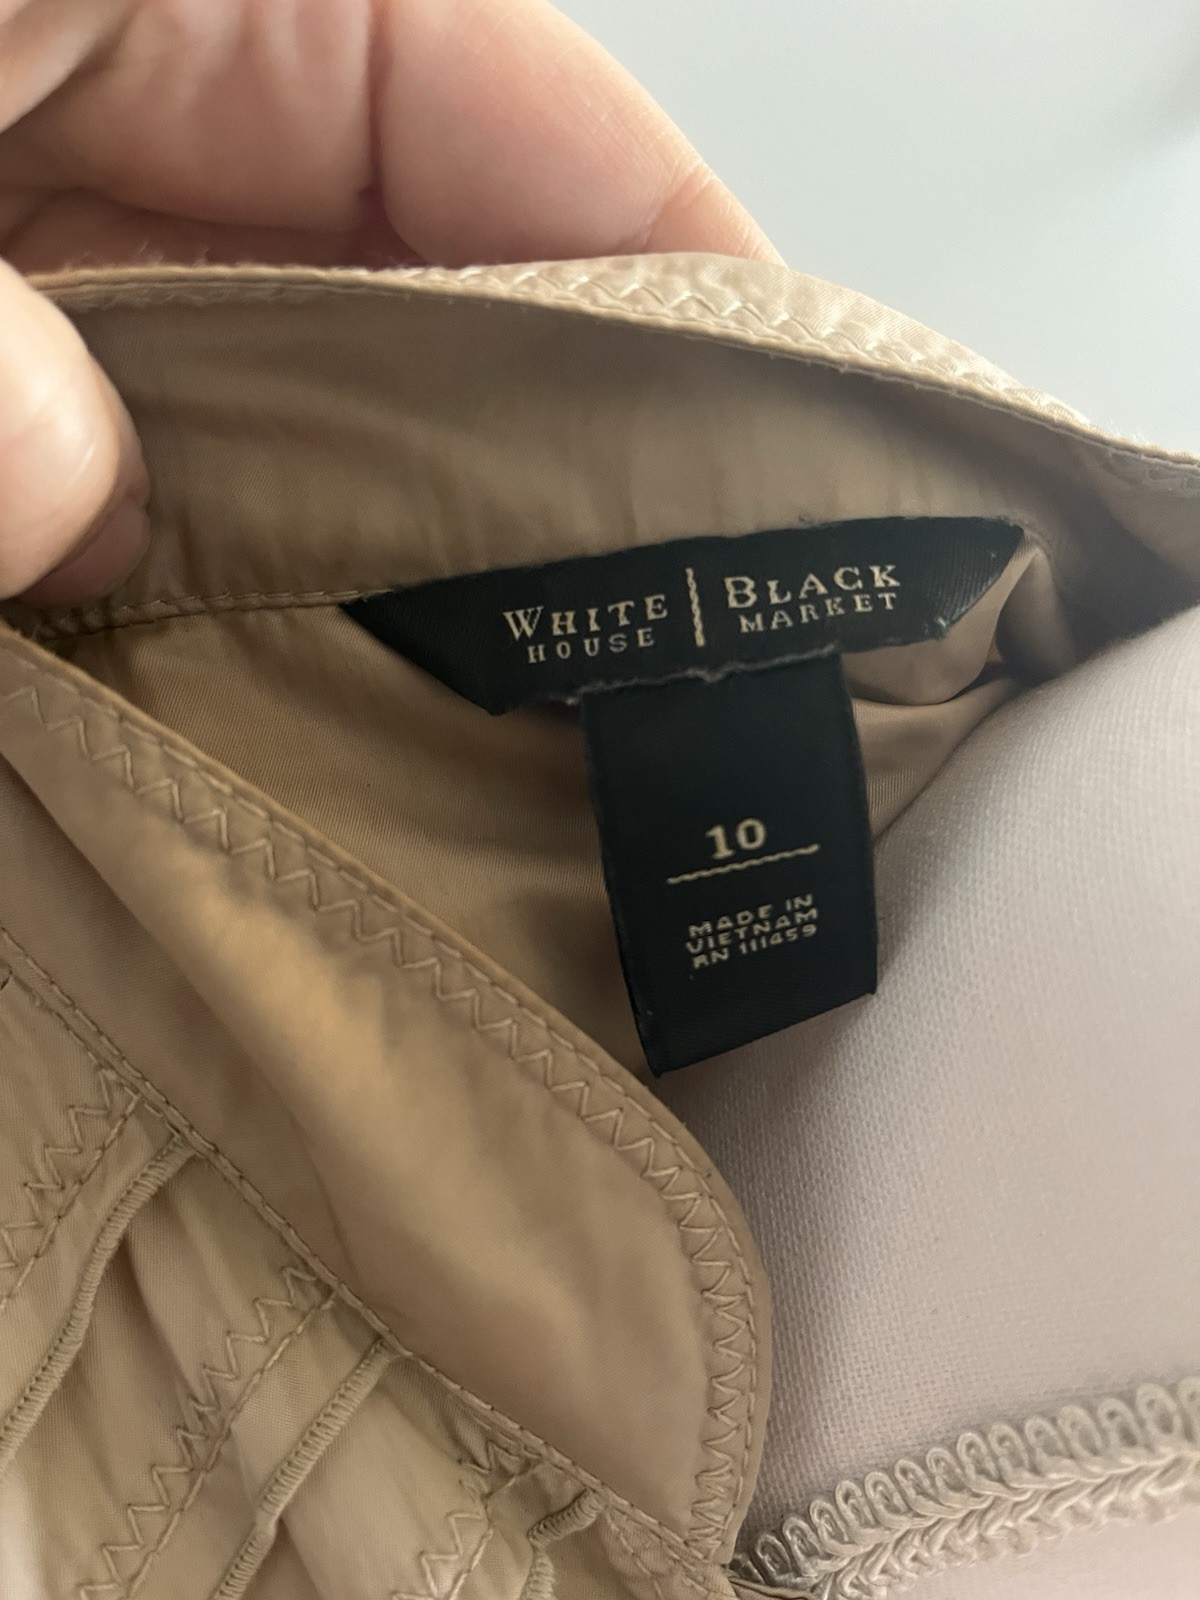 WHITE | BLACK
HOUSE | MARKET
10
MADE IN
VIETNAM
RN 111459